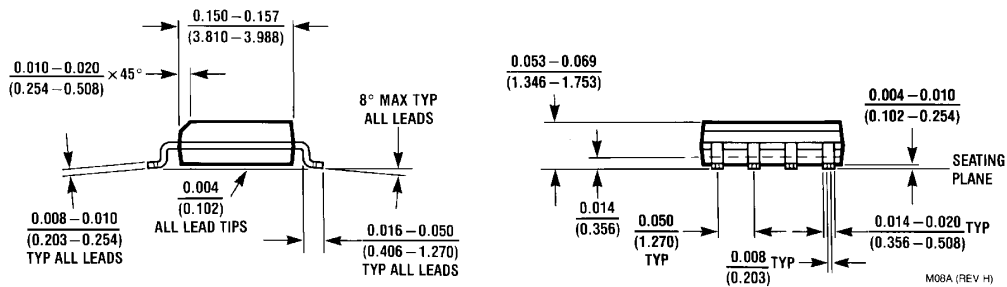 0.150 – 0.157
(3.810 – 3.988)
0.010 – 0.020
(0.254 – 0.508)
× 45°
8° MAX TYP
ALL LEADS
0.004
(0.102)
ALL LEAD TIPS
0.008 – 0.010
(0.203 – 0.254)
TYP ALL LEADS
0.016 – 0.050
(0.406 – 1.270)
TYP ALL LEADS
0.053 – 0.069
(1.346 – 1.753)
0.004 – 0.010
(0.102 – 0.254)
SEATING
PLANE
0.014
(0.356)
0.050
(1.270)
TYP
0.014 – 0.020
(0.356 – 0.508)
TYP
0.008
(0.203)
TYP
M08A (REV H)